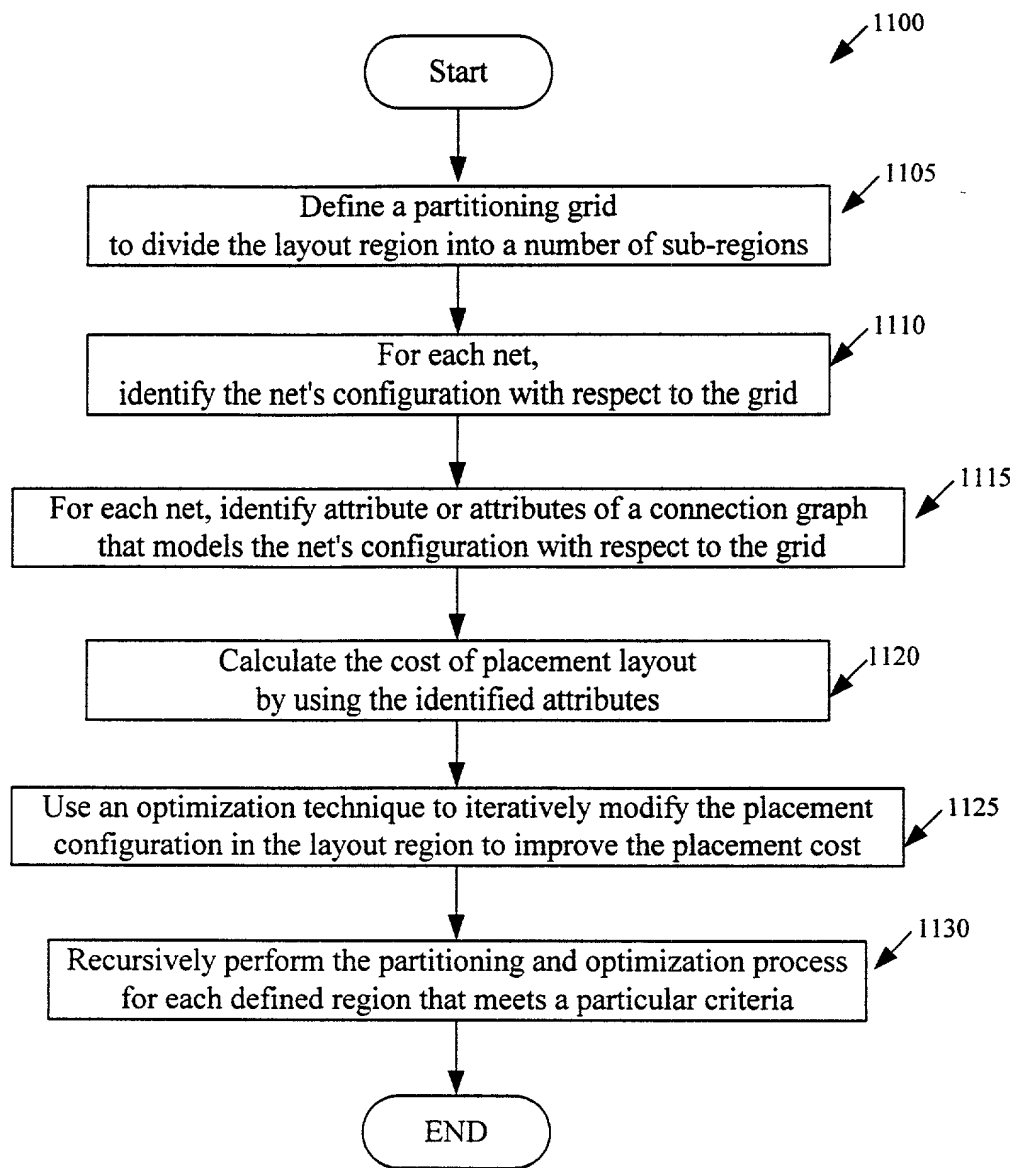 1100
Start
1105
Define a partitioning grid
to divide the layout region into a number of sub-regions
1110
For each net,
identify the net's configuration with respect to the grid
1115
For each net, identify attribute or attributes of a connection graph
that models the net's configuration with respect to the grid
1120
Calculate the cost of placement layout
by using the identified attributes
1125
Use an optimization technique to iteratively modify the placement
configuration in the layout region to improve the placement cost
1130
Recursively perform the partitioning and optimization process
for each defined region that meets a particular criteria
END